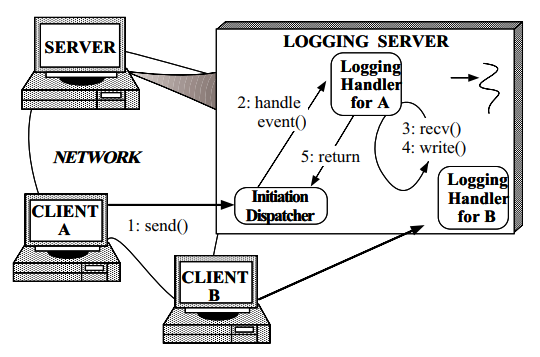 SERVER
LOGGING SERVER
Logging
Handler
for A
2: handle
event()
3: recv()
4: write()
5: return
NETWORK
Logging
Handler
for B
Initiation
Dispatcher
CLIENT
A
1: send()
CLIENT
B